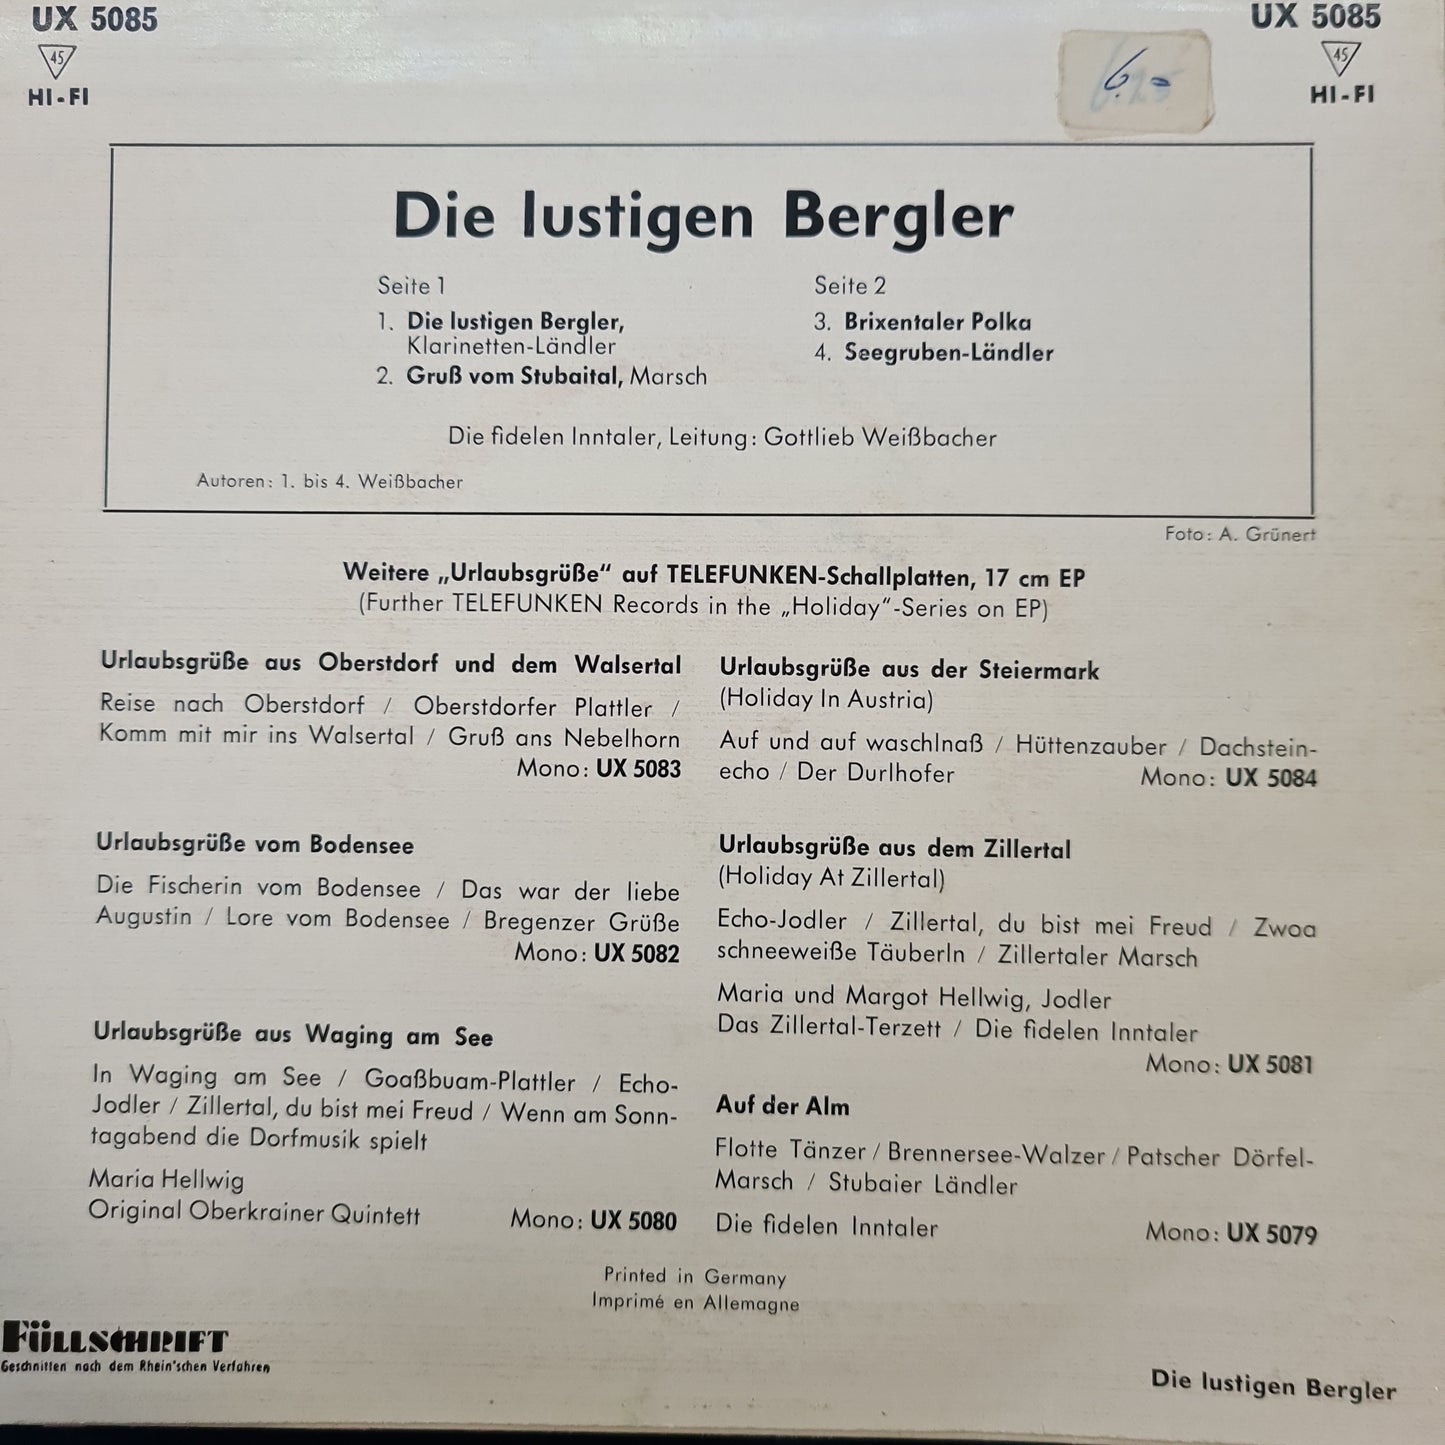 UX 5085
45
HI-FI
UX 5085
45
HI-FI
6.-
Die lustigen Bergler
Seite 1
1. Die lustigen Bergler,
Klarinetten-Ländler
2. Gruß vom Stubaital, Marsch
Seite 2
3. Brixentaler Polka
4. Seegruben-Ländler
Die fidelen Inntaler, Leitung: Gottlieb Weißbacher
Autoren: 1. bis 4. Weißbacher
Foto: A. Grünert
Weitere „Urlaubsgrüße“ auf TELEFUNKEN-Schallplatten, 17 cm EP
(Further TELEFUNKEN Records in the „Holiday“-Series on EP)
Urlaubsgrüße aus Oberstdorf und dem Walsertal
Reise nach Oberstdorf / Oberstdorfer Plattler /
Komm mit mir ins Walsertal / Gruß ans Nebelhorn
Mono: UX 5083
Urlaubsgrüße vom Bodensee
Die Fischerin vom Bodensee / Das war der liebe
Augustin / Lore vom Bodensee / Bregenzer Grüße
Mono: UX 5082
Urlaubsgrüße aus Waging am See
In Waging am See / Goaßbuam-Plattler / Echo-
Jodler / Zillertal, du bist mei Freud / Wenn am Sonn-
tagabend die Dorfmusik spielt
Maria Hellwig
Original Oberkrainer Quintett Mono: UX 5080
Urlaubsgrüße aus der Steiermark
(Holiday In Austria)
Auf und auf waschlnaß / Hüttenzauber / Dachstein-
echo / Der Durlhofer Mono: UX 5084
Urlaubsgrüße aus dem Zillertal
(Holiday At Zillertal)
Echo-Jodler / Zillertal, du bist mei Freud / Zwoa
schneeweiße Täuberln / Zillertaler Marsch
Maria und Margot Hellwig, Jodler
Das Zillertal-Terzett / Die fidelen Inntaler
Mono: UX 5081
Auf der Alm
Flotte Tänzer / Brennersee-Walzer / Patscher Dörfel-
Marsch / Stubaier Ländler
Die fidelen Inntaler Mono: UX 5079
Printed in Germany
Imprimé en Allemagne
FÜLLSCHRIFT
Geschnitten nach dem Rhein'schen Verfahren
Die lustigen Bergler